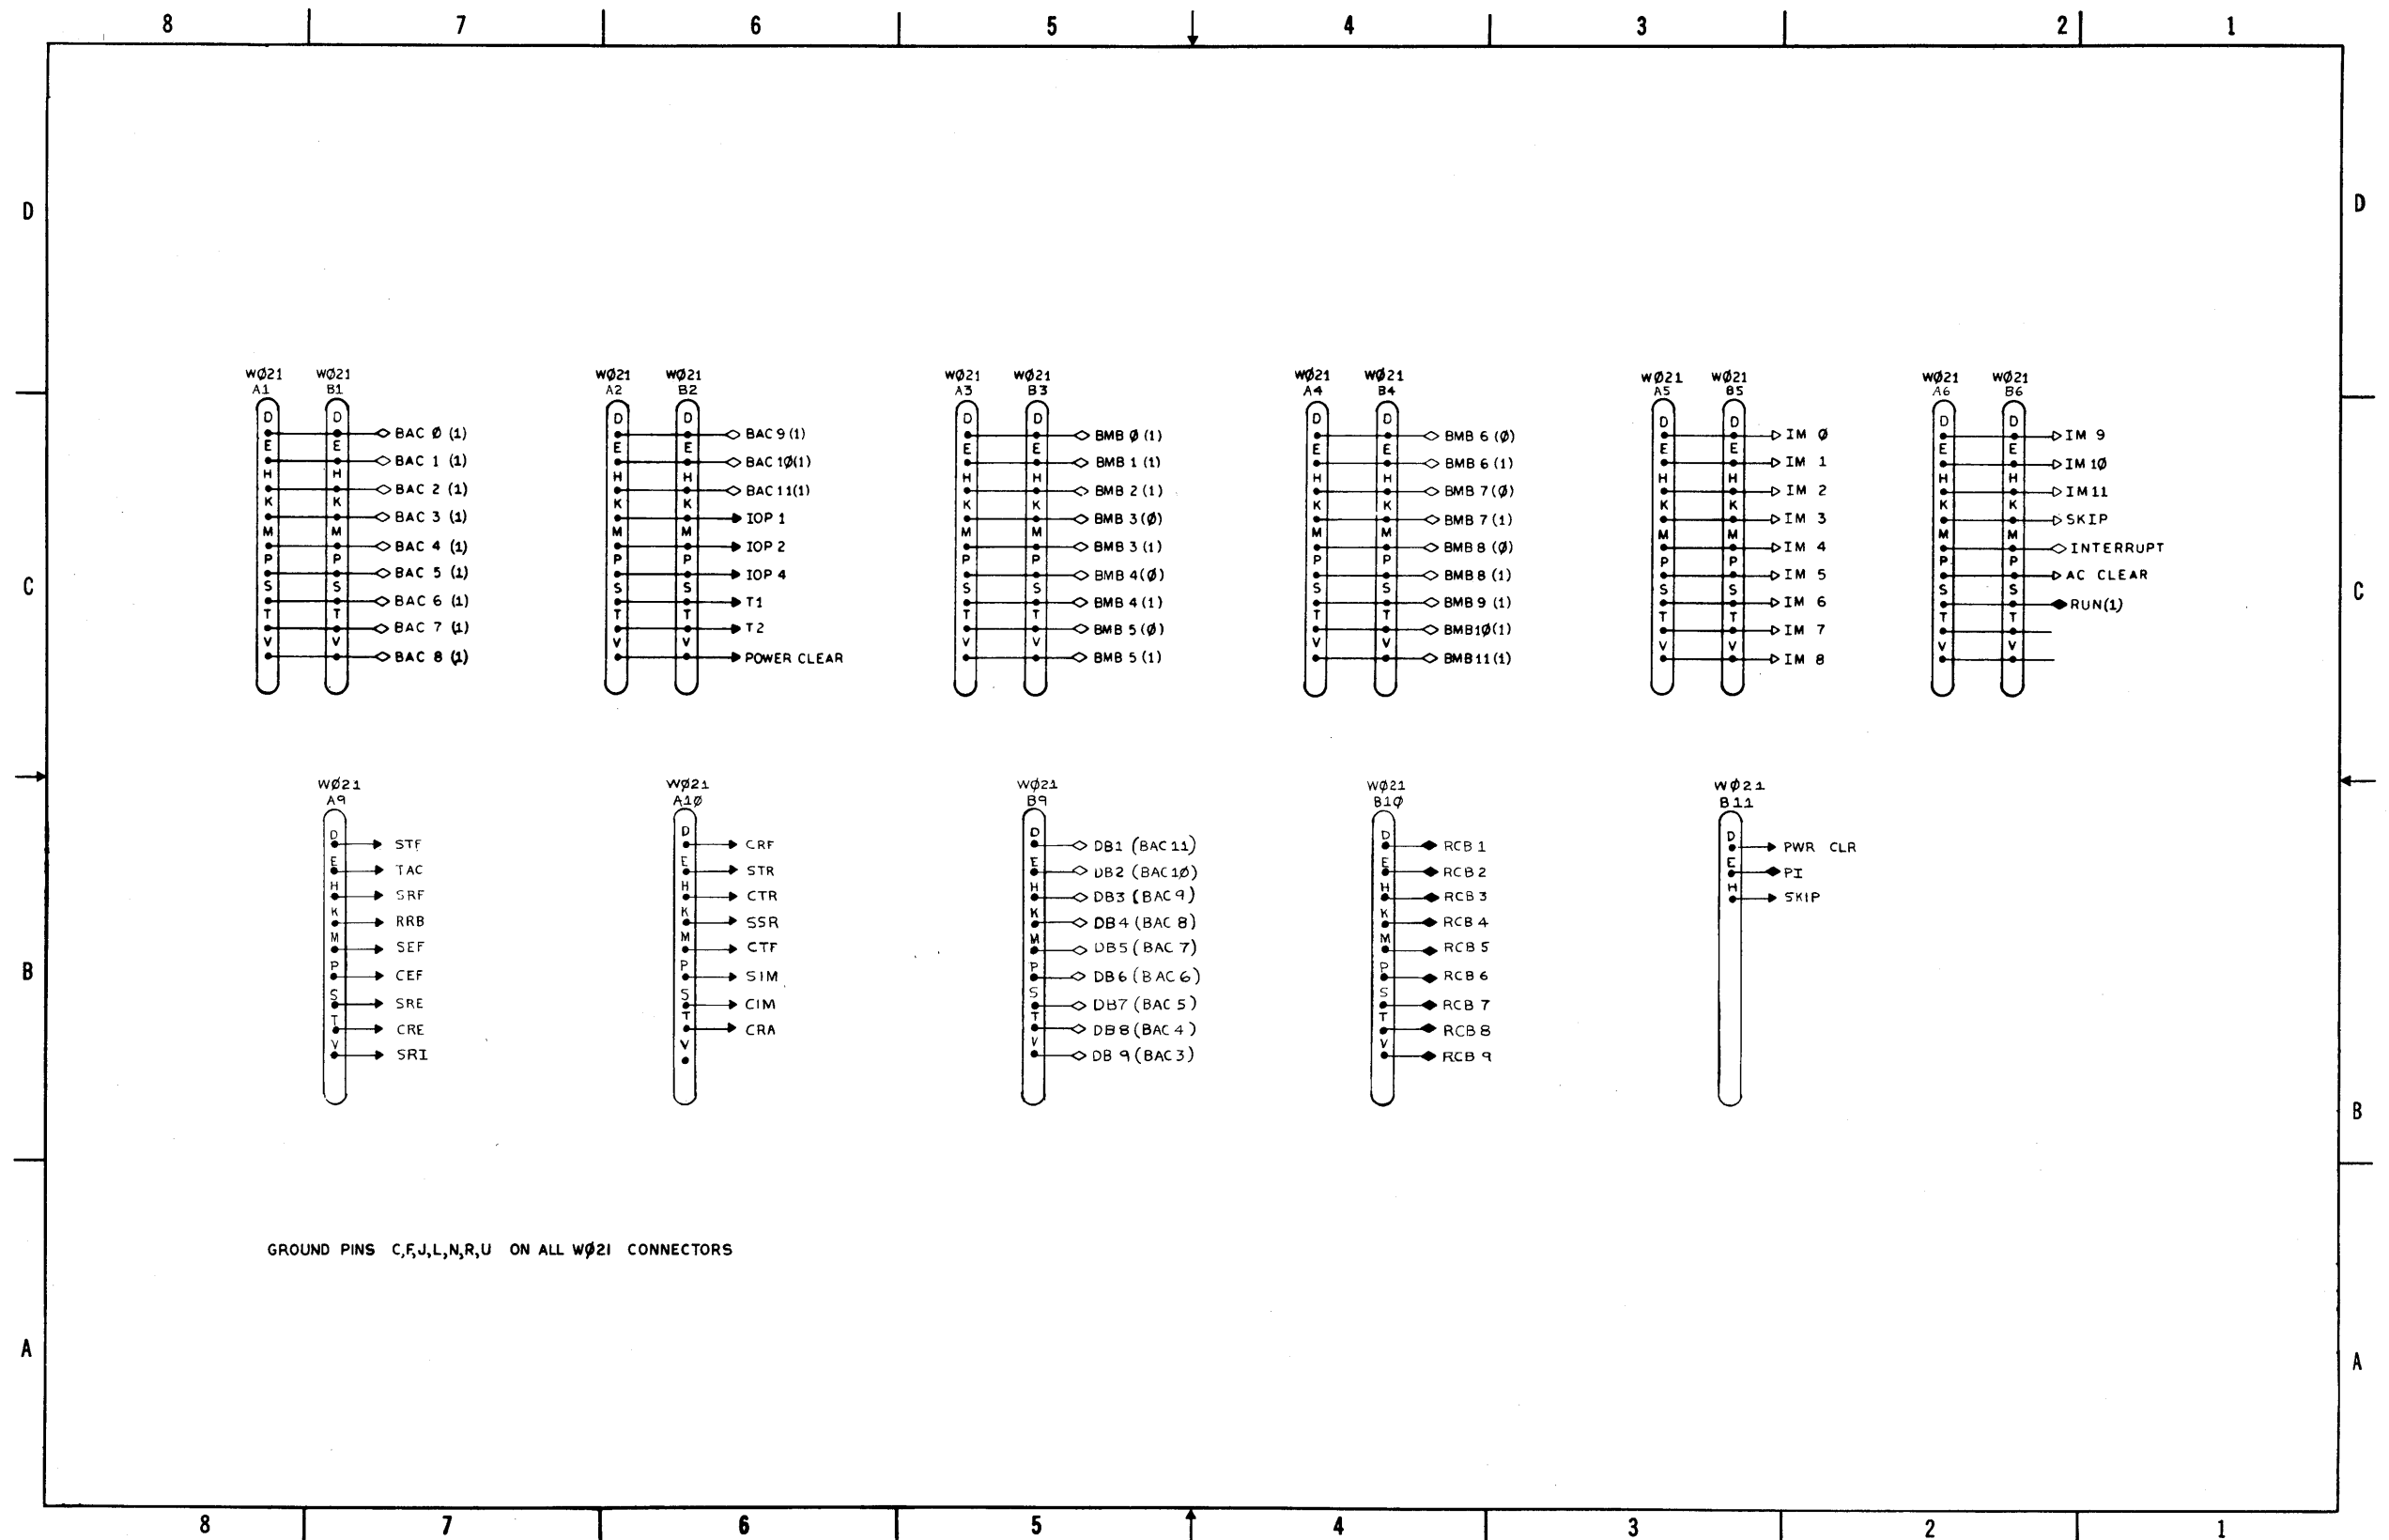 8 7 6 5 4 3 2 1
D D
WØ21 WØ21
A1 B1
D D
E E BAC Ø (1)
H H BAC 1 (1)
K K BAC 2 (1)
M M BAC 3 (1)
P P BAC 4 (1)
S S BAC 5 (1)
T T BAC 6 (1)
V V BAC 7 (1)
BAC 8 (1)
WØ21 WØ21
A2 B2
D D
E E BAC 9 (1)
H H BAC 1Ø(1)
K K BAC 11(1)
M M IOP 1
P P IOP 2
S S IOP 4
T T T1
V V T2
POWER CLEAR
WØ21 WØ21
A3 B3
D D
E E BMB Ø (1)
H H BMB 1 (1)
K K BMB 2 (1)
M M BMB 3 (Ø)
P P BMB 3 (1)
S S BMB 4 (Ø)
T T BMB 4 (1)
V V BMB 5 (Ø)
BMB 5 (1)
WØ21 WØ21
A4 B4
D D
E E BMB 6 (Ø)
H H BMB 6 (1)
K K BMB 7 (Ø)
M M BMB 7 (1)
P P BMB 8 (Ø)
S S BMB 8 (1)
T T BMB 9 (1)
V V BMB 1Ø(1)
BMB 11(1)
WØ21 WØ21
A5 B5
D D
E E IM Ø
H H IM 1
K K IM 2
M M IM 3
P P IM 4
S S IM 5
T T IM 6
V V IM 7
IM 8
WØ21 WØ21
A6 B6
D D
E E IM 9
H H IM 1Ø
K K IM 11
M M SKIP
P P INTERRUPT
S S AC CLEAR
T T RUN(1)
V V
C C
WØ21
A9
D STF
E TAC
H SRF
K RRB
M SEF
P CEF
S SRE
T CRE
V SRI
WØ21
A1Ø
D CRF
E STR
H CTR
K SSR
M CTF
P SIM
S CIM
T CRA
V
WØ21
B9
D DB1 (BAC 11)
E DB2 (BAC 1Ø)
H DB3 (BAC 9)
K DB4 (BAC 8)
M DB5 (BAC 7)
P DB6 (BAC 6)
S DB7 (BAC 5)
T DB8 (BAC 4)
V DB 9 (BAC 3)
WØ21
B1Ø
D RCB 1
E RCB 2
H RCB 3
K RCB 4
M RCB 5
P RCB 6
S RCB 7
T RCB 8
V RCB 9
WØ21
B11
D PWR CLR
E PI
H SKIP
B B
GROUND PINS C,F,J,L,N,R,U ON ALL WØ21 CONNECTORS
A A
8 7 6 5 4 3 2 1